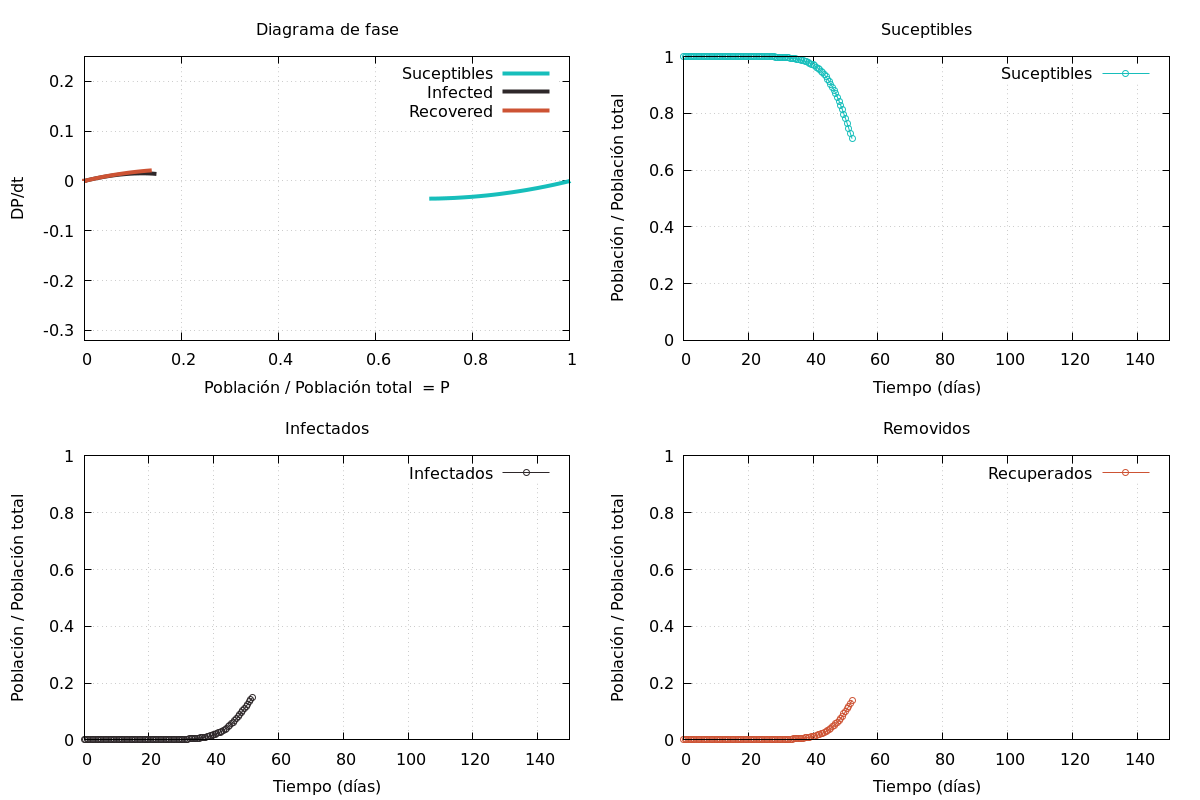 Diagrama de fase
Suceptibles
Infected
Recovered
0.2
0.1
0
-0.1
-0.2
-0.3
DP/dt
0 0.2 0.4 0.6 0.8 1
Población / Población total = P
Suceptibles
Suceptibles
1
0.8
0.6
0.4
0.2
0
Población / Población total
0 20 40 60 80 100 120 140
Tiempo (días)
Infectados
Infectados
1
0.8
0.6
0.4
0.2
0
Población / Población total
0 20 40 60 80 100 120 140
Tiempo (días)
Removidos
Recuperados
1
0.8
0.6
0.4
0.2
0
Población / Población total
0 20 40 60 80 100 120 140
Tiempo (días)